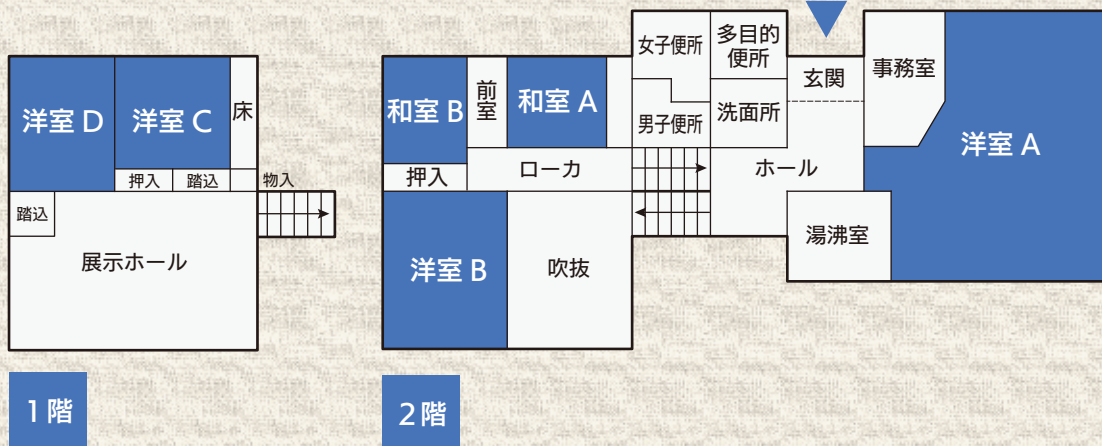 洋室 D
洋室 C
床
押入
踏込
物入
踏込
展示ホール
1階
和室 B
前室
和室 A
女子便所
多目的
便所
玄関
事務室
男子便所
洗面所
洋室 A
押入
ローカ
ホール
洋室 B
吹抜
湯沸室
2階